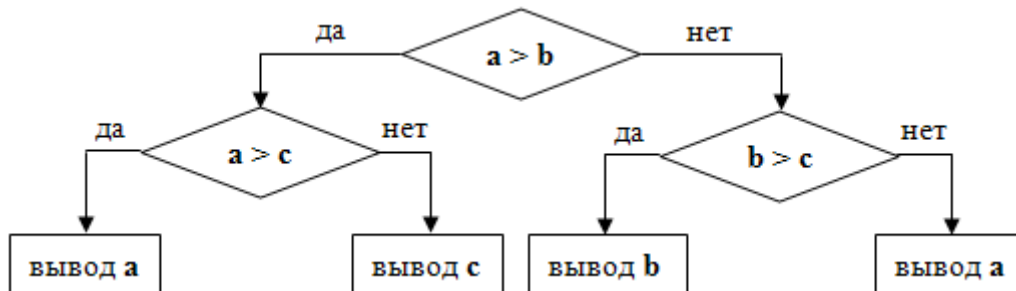 да
a > b
нет
да
a > c
нет
да
b > c
нет
вывод a
вывод c
вывод b
вывод a